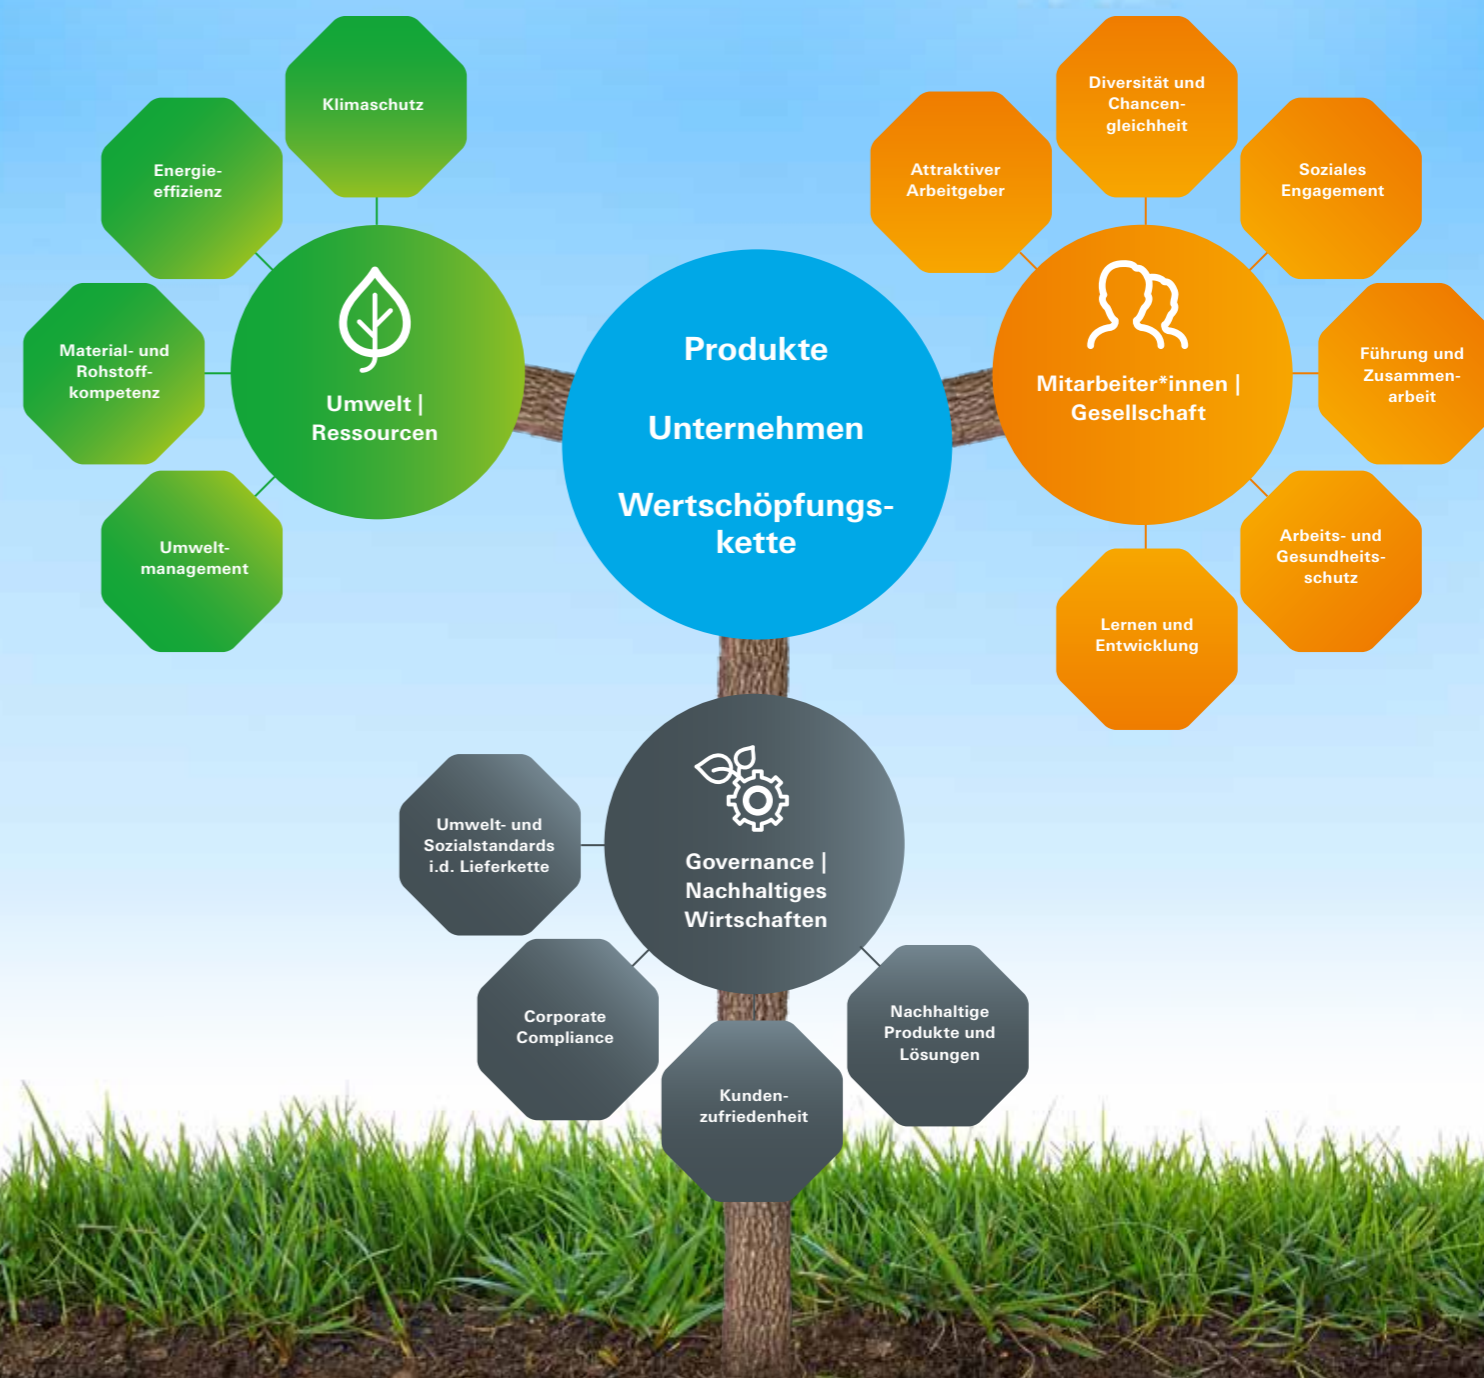 Klimaschutz
Energie-
effizienz
Material- und
Rohstoff-
kompetenz
Umwelt-
management
Umwelt |
Ressourcen
Produkte
Unternehmen
Wertschöpfungs-
kette
Diversität und
Chancen-
gleichheit
Attraktiver
Arbeitgeber
Soziales
Engagement
Mitarbeiter*innen |
Gesellschaft
Führung und
Zusammen-
arbeit
Arbeits- und
Gesundheits-
schutz
Lernen und
Entwicklung
Governance |
Nachhaltiges
Wirtschaften
Umwelt- und
Sozialstandards
i.d. Lieferkette
Corporate
Compliance
Kunden-
zufriedenheit
Nachhaltige
Produkte und
Lösungen